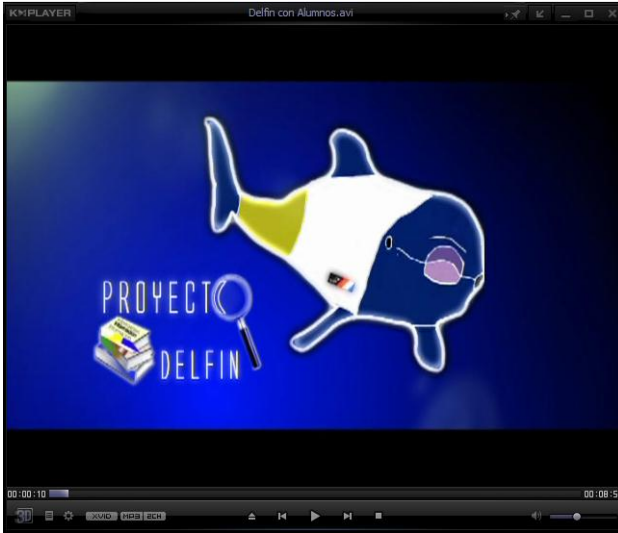 KMPLAYER
Delfin con Alumnos.avi
PROYECTO
DELFIN
00:00:10
00:08:5
3D
XVID MP3 2CH